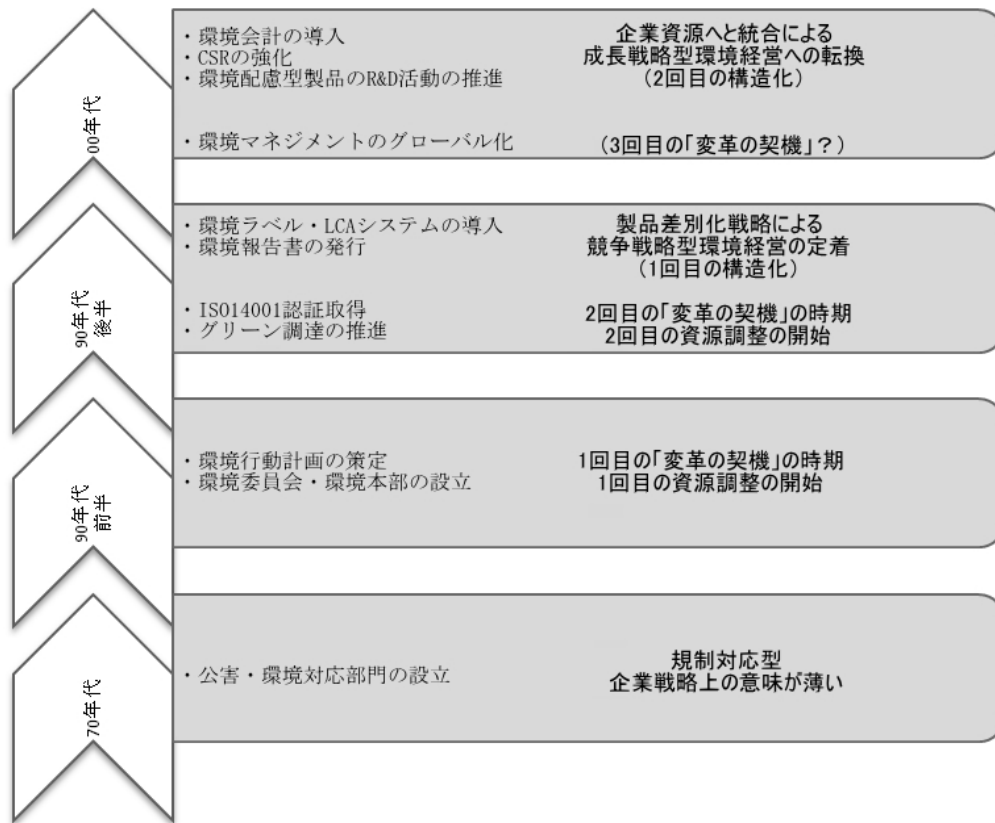 00年代
・環境会計の導入
・CSRの強化
・環境配慮型製品のR&D活動の推進
・環境マネジメントのグローバル化
企業資源へと統合による
成長戦略型環境経営への転換
(2回目の構造化)
(3回目の「変革の契機」?)
90年代
後半
・環境ラベル・LCAシステムの導入
・環境報告書の発行
・ISO14001認証取得
・グリーン調達の推進
製品差別化戦略による
競争戦略型環境経営の定着
(1回目の構造化)
2回目の「変革の契機」の時期
2回目の資源調整の開始
90年代
前半
・環境行動計画の策定
・環境委員会・環境本部の設立
1回目の「変革の契機」の時期
1回目の資源調整の開始
70年代
・公害・環境対応部門の設立
規制対応型
企業戦略上の意味が薄い